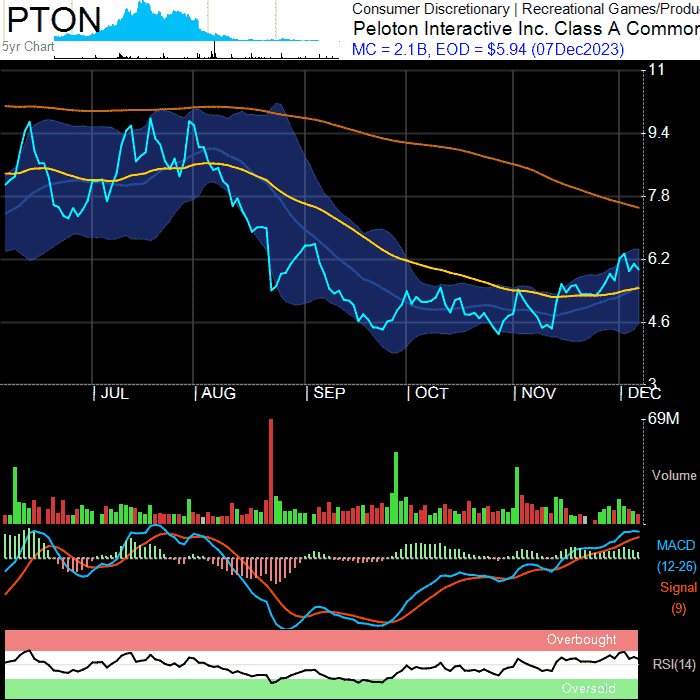 PTON
5yr Chart
Consumer Discretionary | Recreational Games/Produ
Peloton Interactive Inc. Class A Common
MC = 2.1B, EOD = $5.94 (07Dec2023)
11
9.4
7.8
6.2
4.6
3
JUL
AUG
SEP
OCT
NOV
DEC
69M
Volume
MACD
(12-26)
Signal
(9)
Overbought
RSI(14)
Oversold